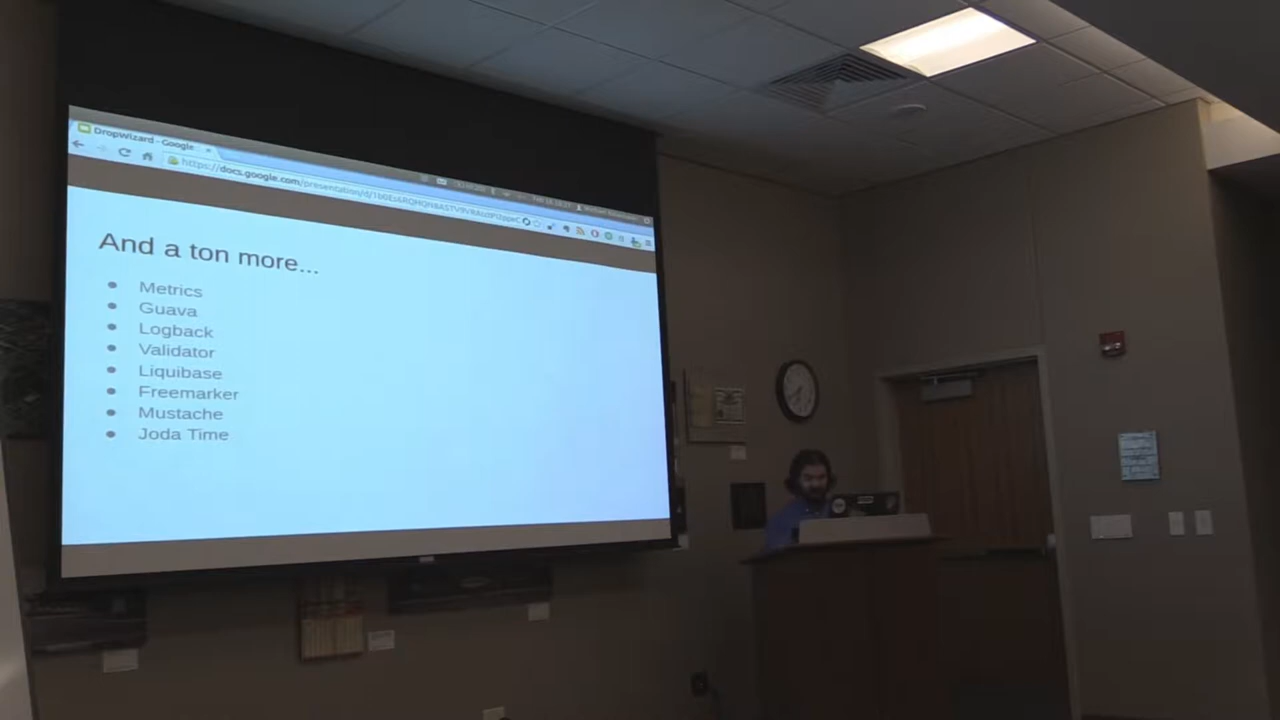 DropWizard - Google
https://docs.google.com/presentation/d/
And a ton more...
• Metrics
• Guava
• Logback
• Validator
• Liquibase
• Freemarker
• Mustache
• Joda Time